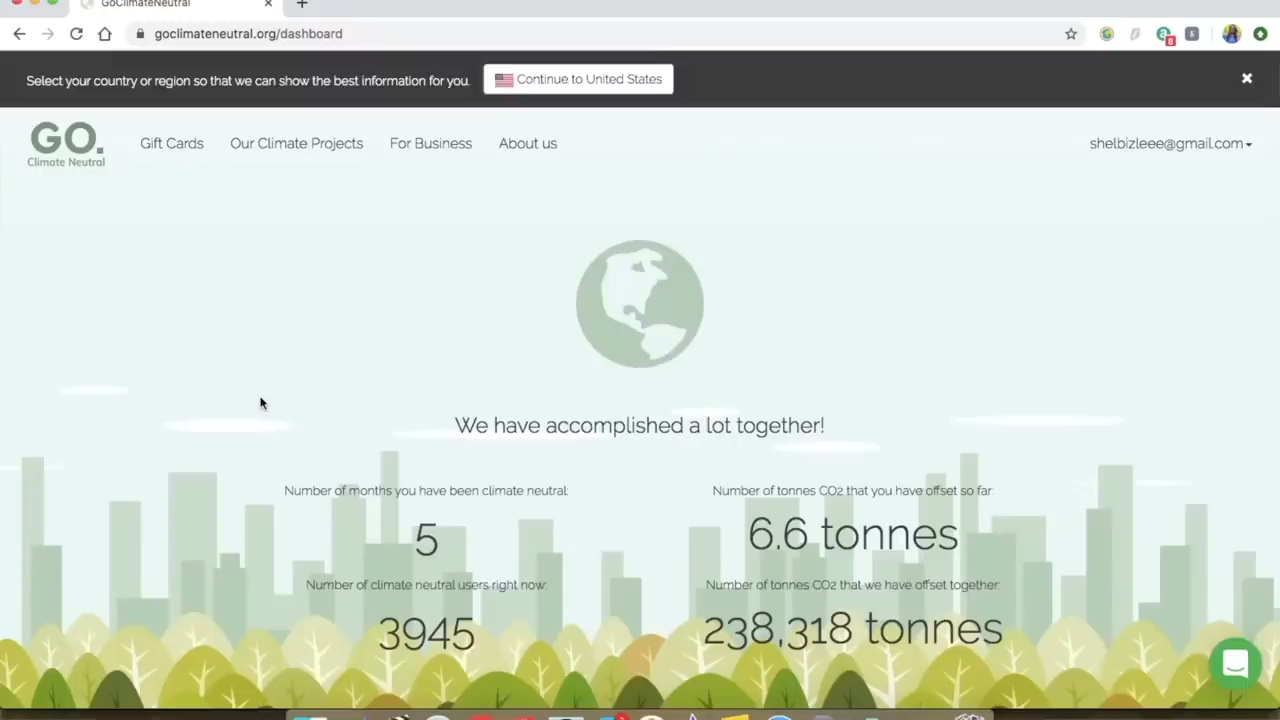 GoClimateNeutral
goclimateneutral.org/dashboard
8
Select your country or region so that we can show the best information for you.
Continue to United States
GO.
Climate Neutral
Gift Cards
Our Climate Projects
For Business
About us
shelbizleee@gmail.com
We have accomplished a lot together!
Number of months you have been climate neutral:
5
Number of tonnes CO2 that you have offset so far:
6.6 tonnes
Number of climate neutral users right now:
3945
Number of tonnes CO2 that we have offset together:
238,318 tonnes